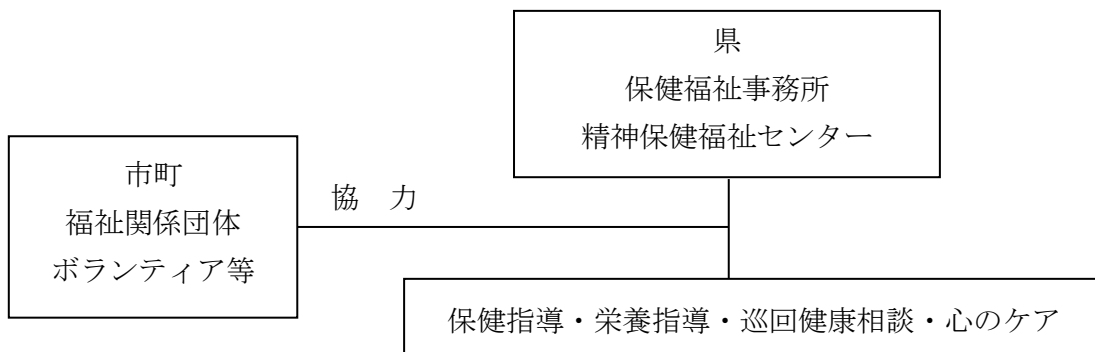 県
保健福祉事務所
精神保健福祉センター
市町
福祉関係団体
ボランティア等
協 力
保健指導・栄養指導・巡回健康相談・心のケア